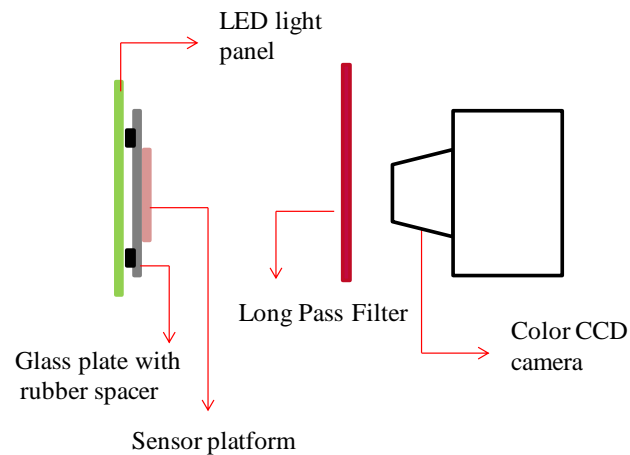 LED light
panel
Long Pass Filter
Color CCD
camera
Glass plate with
rubber spacer
Sensor platform